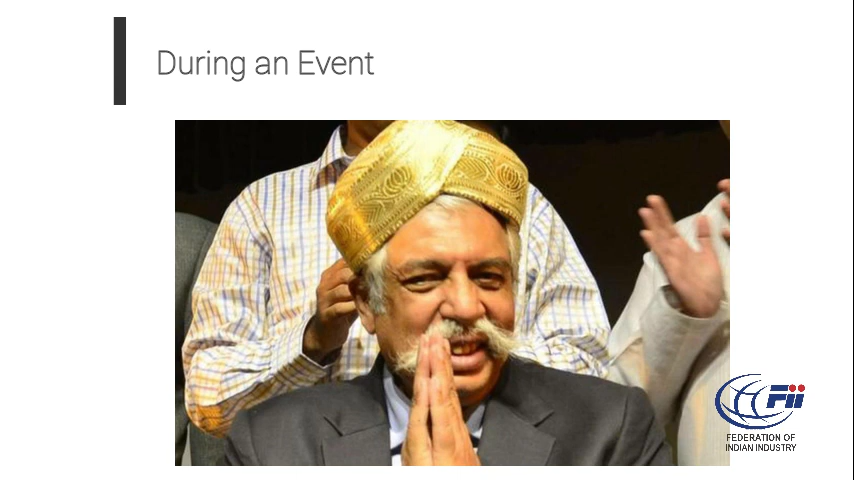 During an Event
Fii
FEDERATION OF
INDIAN INDUSTRY